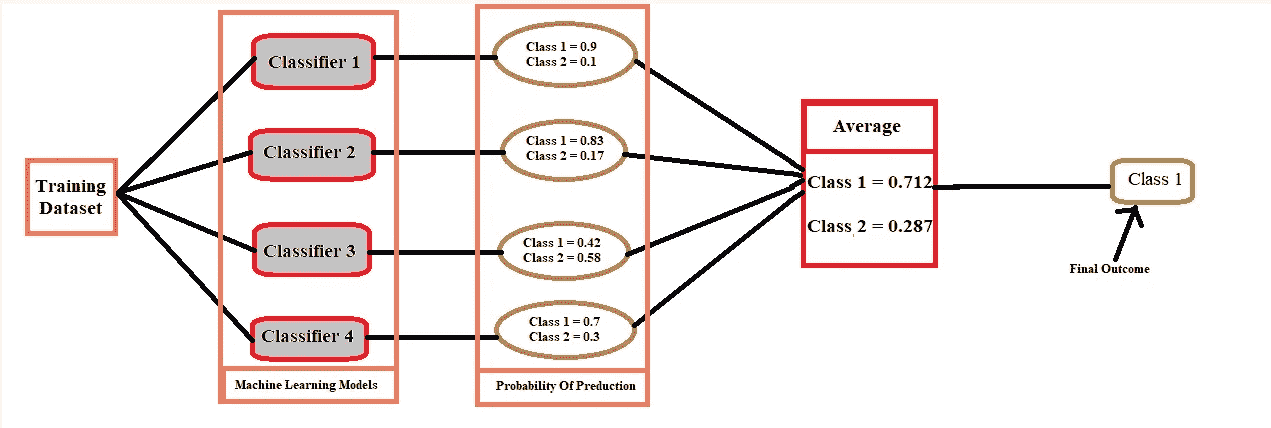 Training
Dataset
Classifier 1
Classifier 2
Classifier 3
Classifier 4
Machine Learning Models
Class 1 = 0.9
Class 2 = 0.1
Class 1 = 0.83
Class 2 = 0.17
Class 1 = 0.42
Class 2 = 0.58
Class 1 = 0.7
Class 2 = 0.3
Probability Of Preduction
Average
Class 1 = 0.712
Class 2 = 0.287
Class 1
Final Outcome